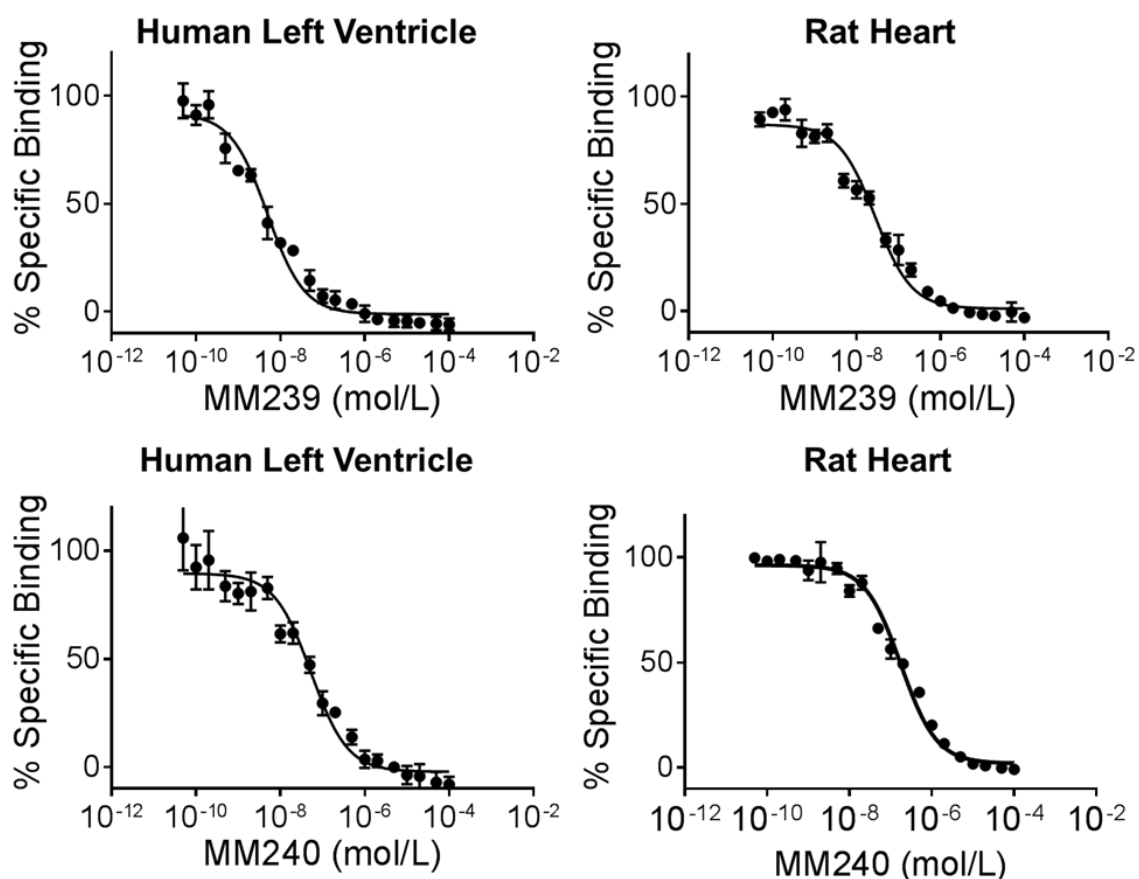 Human Left Ventricle
% Specific Binding
100
50
0
10-12 10-10 10-8 10-6 10-4 10-2
MM239 (mol/L)
Rat Heart
% Specific Binding
100
50
0
10-12 10-10 10-8 10-6 10-4 10-2
MM239 (mol/L)
Human Left Ventricle
% Specific Binding
100
50
0
10-12 10-10 10-8 10-6 10-4 10-2
MM240 (mol/L)
Rat Heart
% Specific Binding
100
50
0
10-12 10-10 10-8 10-6 10-4 10-2
MM240 (mol/L)